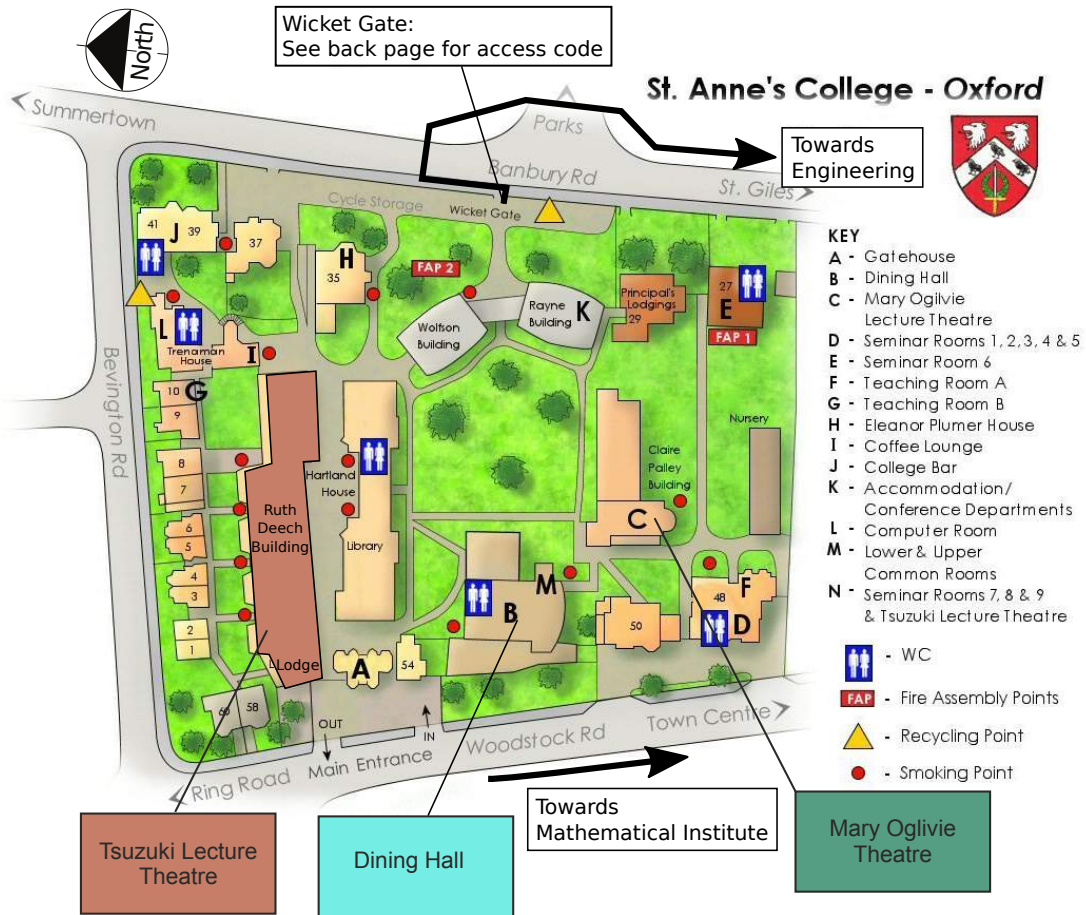 Wicket Gate:
See back page for access code
North
St. Anne's College - Oxford
Summertown
Parks
Towards
Engineering
Banbury Rd
St. Giles
Cycle Storage
Wicket Gate
41
J
39
37
H
35
FAP 2
Wolfson
Building
Rayne
Building
K
Principal's
Lodgings
29
27
E
FAP 1
L
Trenaman
House
I
Bevington Rd
10
G
9
8
7
6
5
4
3
2
1
60
58
Ruth
Deech
Building
Lodge
Hartland
House
Library
Nursery
Claire
Palley
Building
C
M
B
A
54
50
48
F
D
OUT
IN
Main Entrance
Ring Road
Woodstock Rd
Town Centre
KEY
A - Gatehouse
B - Dining Hall
C - Mary Ogilvie
Lecture Theatre
D - Seminar Rooms 1, 2, 3, 4 & 5
E - Seminar Room 6
F - Teaching Room A
G - Teaching Room B
H - Eleanor Plumer House
I - Coffee Lounge
J - College Bar
K - Accommodation/
Conference Departments
L - Computer Room
M - Lower & Upper
Common Rooms
N - Seminar Rooms 7, 8 & 9
& Tsuzuki Lecture Theatre
- WC
FAP - Fire Assembly Points
- Recycling Point
- Smoking Point
Towards
Mathematical Institute
Tsuzuki Lecture
Theatre
Dining Hall
Mary Oglivie
Theatre